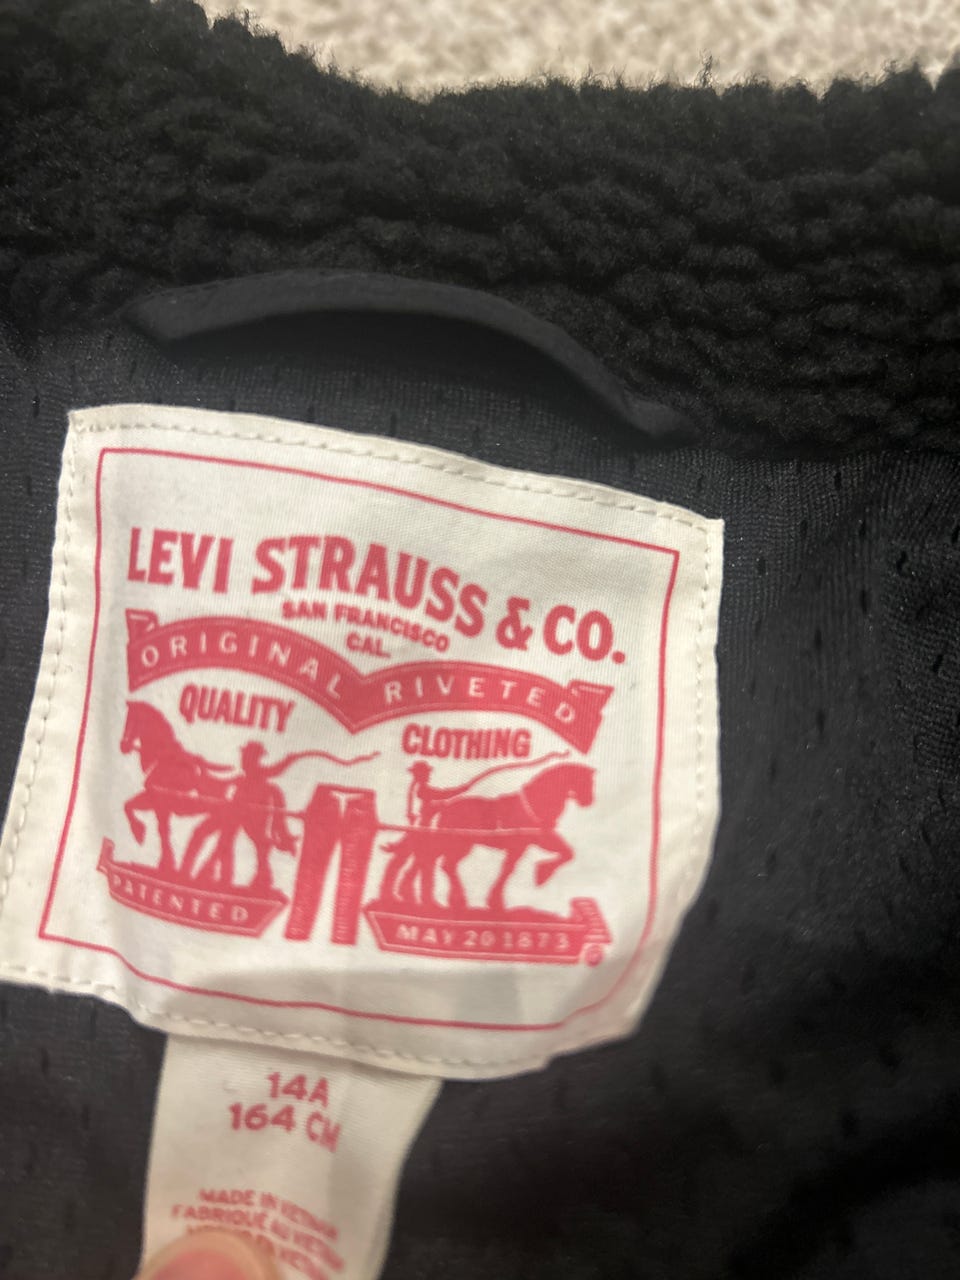 LEVI STRAUSS & CO.
SAN FRANCISCO
CAL.
ORIGINAL RIVETED
QUALITY
CLOTHING
PATENTED
MAY 20 1873
®
14A
164 CM
MADE IN VIETNAM
FABRIQUÉ AU VIETNAM